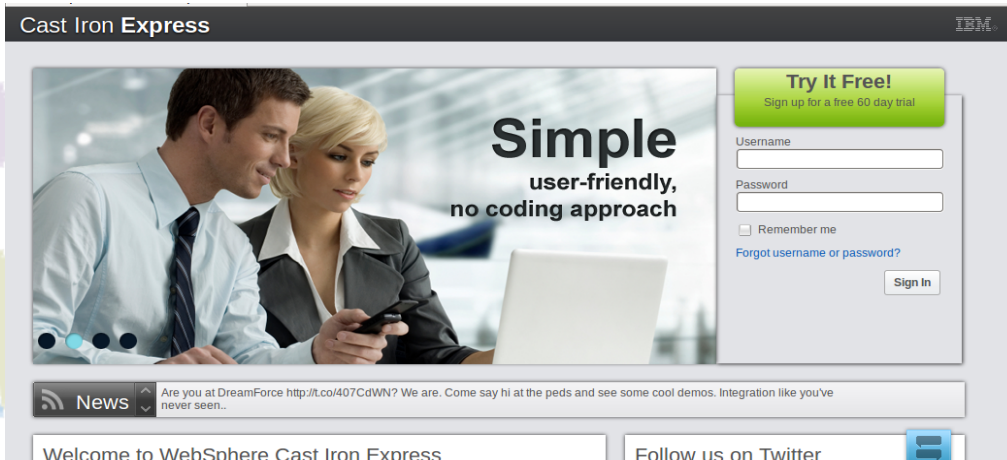 Cast Iron Express
IBM
Simple
user-friendly,
no coding approach
Try It Free!
Sign up for a free 60 day trial
Username
Password
Remember me
Forgot username or password?
Sign In
News
Are you at DreamForce http://t.co/407CdWN? We are. Come say hi at the peds and see some cool demos. Integration like you've
never seen..
Welcome to WebSphere Cast Iron Express
Follow us on Twitter